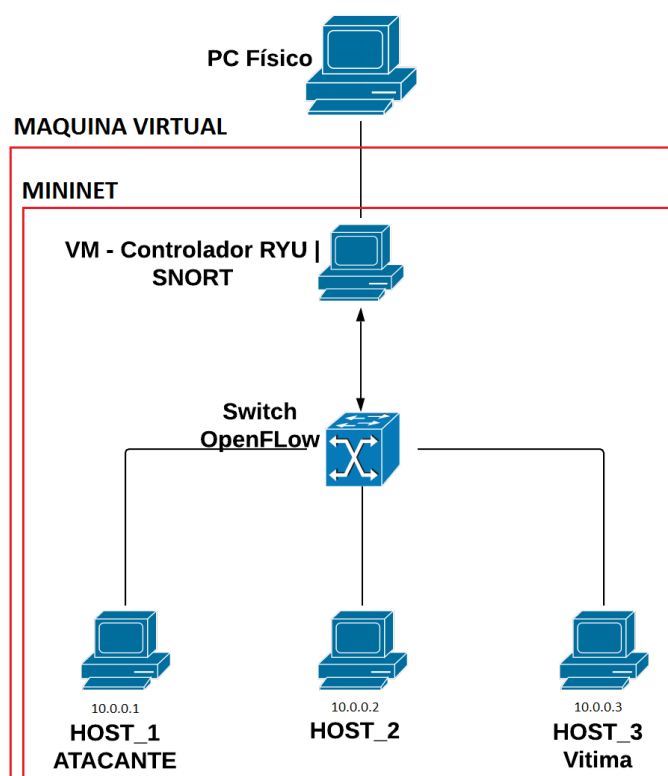 PC Físico
MAQUINA VIRTUAL
MININET
VM - Controlador RYU |
SNORT
Switch
OpenFLow
10.0.0.1
HOST_1
ATACANTE
10.0.0.2
HOST_2
10.0.0.3
HOST_3
Vitima